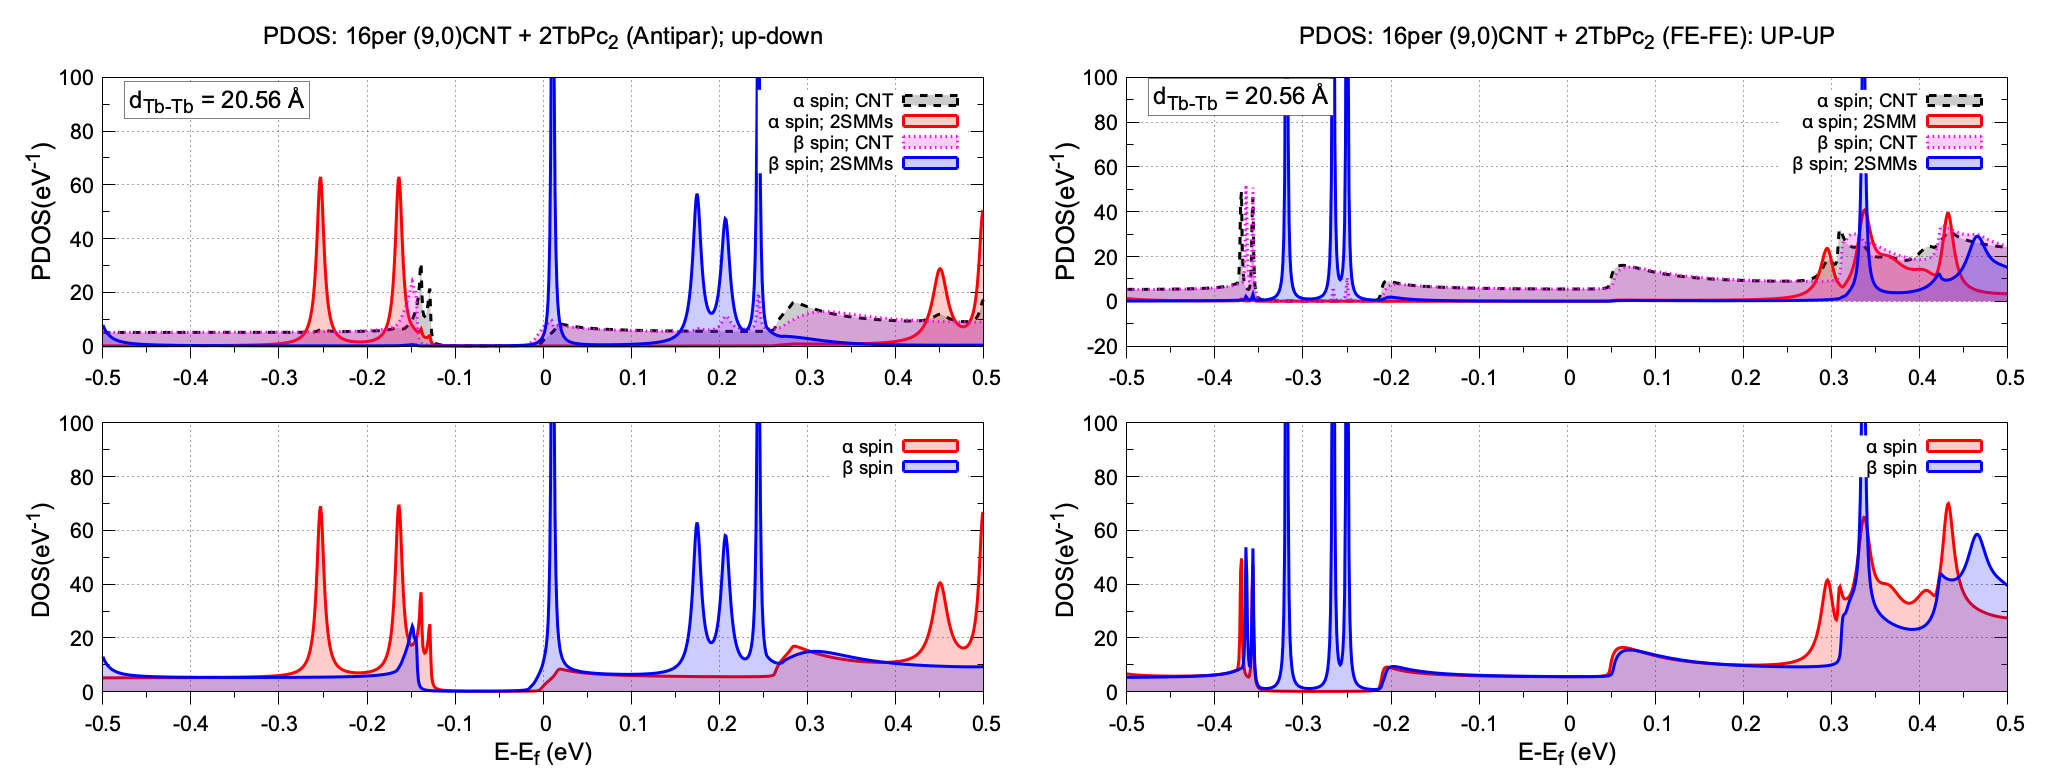 PDOS: 16per (9,0)CNT + 2TbPc2 (Antipar); up-down
100
80
60
40
20
0
PDOS(eV-1)
dTb-Tb = 20.56 Å
α spin; CNT
α spin; 2SMMs
β spin; CNT
β spin; 2SMMs
-0.5 -0.4 -0.3 -0.2 -0.1 0 0.1 0.2 0.3 0.4 0.5
100
80
60
40
20
0
DOS(eV-1)
α spin
β spin
-0.5 -0.4 -0.3 -0.2 -0.1 0 0.1 0.2 0.3 0.4 0.5
E-Ef (eV)
PDOS: 16per (9,0)CNT + 2TbPc2 (FE-FE): UP-UP
100
80
60
40
20
0
-20
PDOS(eV-1)
dTb-Tb = 20.56 Å
α spin; CNT
α spin; 2SMM
β spin; CNT
β spin; 2SMMs
-0.5 -0.4 -0.3 -0.2 -0.1 0 0.1 0.2 0.3 0.4 0.5
100
80
60
40
20
0
DOS(eV-1)
α spin
β spin
-0.5 -0.4 -0.3 -0.2 -0.1 0 0.1 0.2 0.3 0.4 0.5
E-Ef (eV)